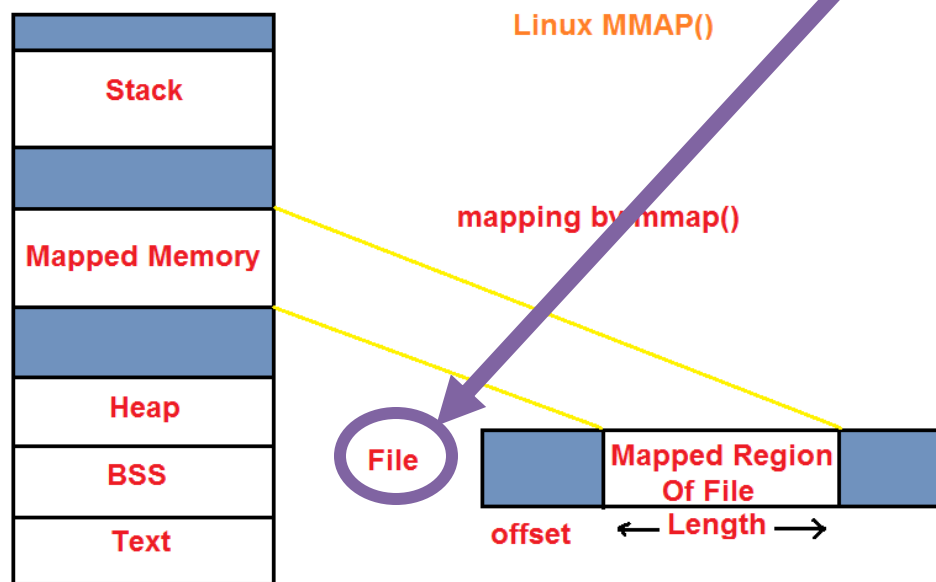 Linux MMAP()
Stack
mapping by mmap()
Mapped Memory
Heap
File
Mapped Region
Of File
BSS
Length
offset
Text